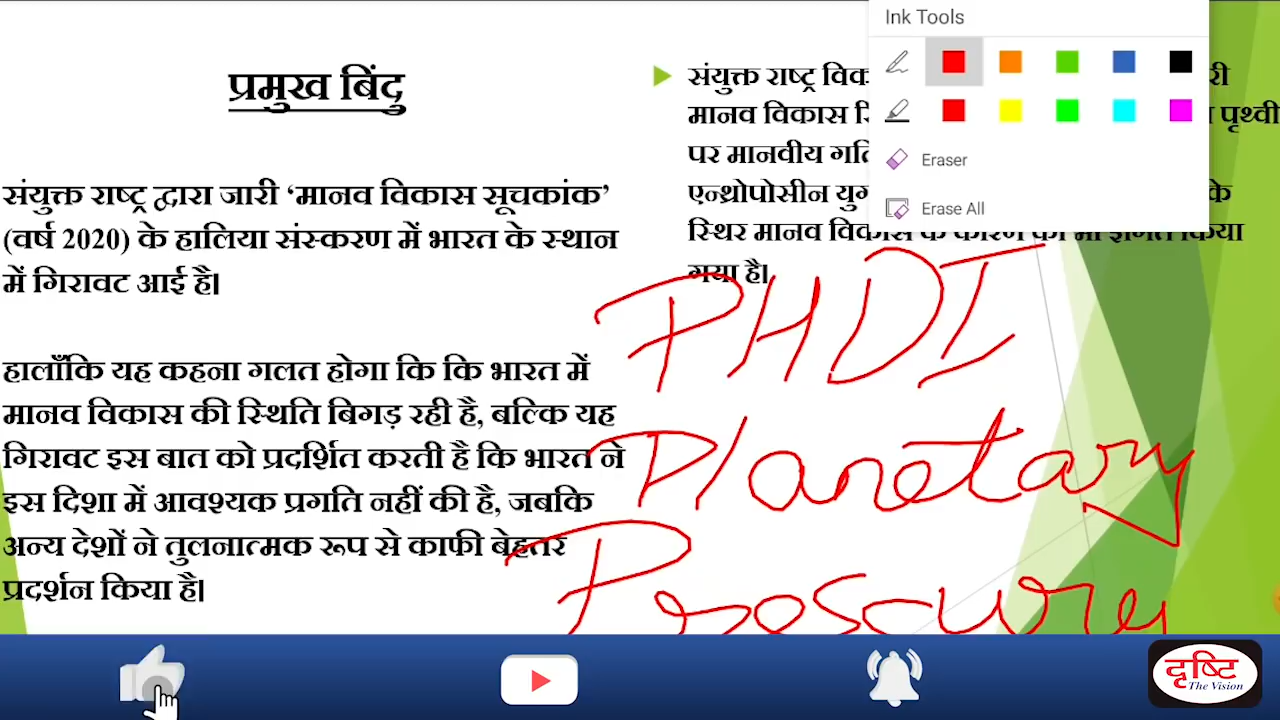 प्रमुख बिंदु
संयुक्त राष्ट्र द्वारा जारी ‘मानव विकास सूचकांक’
(वर्ष 2020) के हालिया संस्करण में भारत के स्थान
में गिरावट आई है।
हालाँकि यह कहना गलत होगा कि कि भारत में
मानव विकास की स्थिति बिगड़ रही है, बल्कि यह
गिरावट इस बात को प्रदर्शित करती है कि भारत ने
इस दिशा में आवश्यक प्रगति नहीं की है, जबकि
अन्य देशों ने तुलनात्मक रूप से काफी बेहतर
प्रदर्शन किया है।
संयुक्त राष्ट्र
मानव विकास पृथ्वी
पर मानवीय
एन्थ्रोपोसीन के
स्थिर मानव विकास के कारण किया
गया है।
PHDI
Planetary
Pressure
Ink Tools
Eraser
Erase All
दृष्टि
The Vision